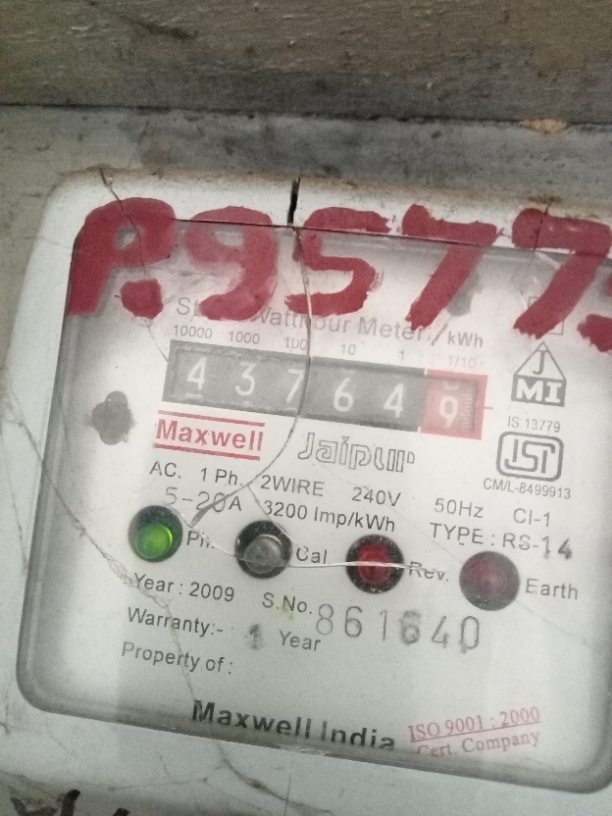 P.9577
Watthour Meter kWh
10000 1000 100 10 1 1/10
4 3 7 6 4 9
J
MI
Maxwell Jaipur
IS:13779
ISI
CM/L-8499913
AC. 1 Ph. 2WIRE 240V 50Hz Cl-1
5-20A 3200 Imp/kWh TYPE : RS-14
Ph. Cal Rev. Earth
Year : 2009 S.No. 861640
Warranty:- 1 Year
Property of :
Maxwell India
ISO 9001 : 2000
Cert. Company